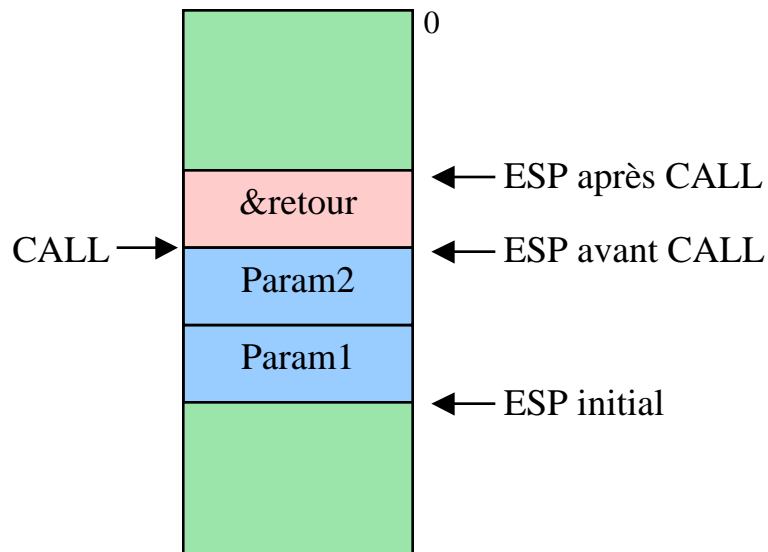 0
ESP après CALL
&retour
CALL
ESP avant CALL
Param2
Param1
ESP initial